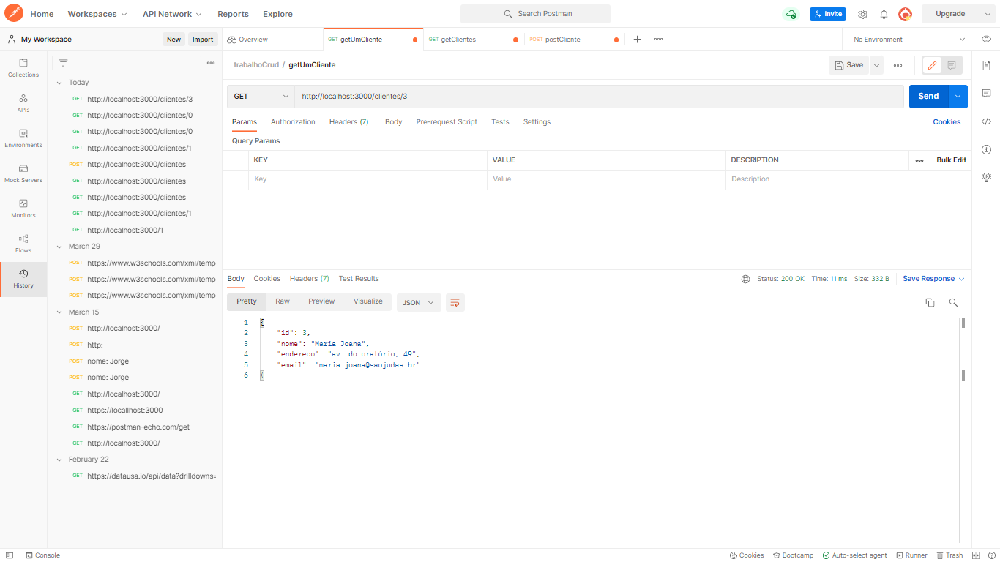 Home Workspaces API Network Reports Explore Search Postman Invite Upgrade
My Workspace New Import Overview GET getUmCliente GET getClientes POST postCliente No Environment
Collections
APIs
Environments
Mock Servers
Monitors
Flows
History
Today
GET http://localhost:3000/clientes/3
GET http://localhost:3000/clientes/0
GET http://localhost:3000/clientes/0
GET http://localhost:3000/clientes/1
POST http://localhost:3000/clientes
GET http://localhost:3000/clientes
GET http://localhost:3000/clientes
GET http://localhost:3000/clientes/1
GET http://localhost:3000/1
March 29
POST https://www.w3schools.com/xml/temp
POST https://www.w3schools.com/xml/temp
POST https://www.w3schools.com/xml/temp
March 15
POST http://localhost:3000/
POST http:
POST nome: Jorge
POST nome: Jorge
GET http://localhost:3000/
GET https://locallhost:3000
GET https://postman-echo.com/get
GET http://localhost:3000/
February 22
GET https://datausa.io/api/data?drilldowns=
trabalhoCrud / getUmCliente Save
GET http://localhost:3000/clientes/3 Send
Params Authorization Headers (7) Body Pre-request Script Tests Settings Cookies
Query Params
KEY VALUE DESCRIPTION Bulk Edit
Key Value Description
Body Cookies Headers (7) Test Results Status: 200 OK Time: 11 ms Size: 332 B Save Response
Pretty Raw Preview Visualize JSON
1 {
2 "id": 3,
3 "nome": "Maria Joana",
4 "endereco": "av. do oratório, 49",
5 "email": "maria.joana@saojudas.br"
6 }
Console Cookies Bootcamp Auto-select agent Runner Trash